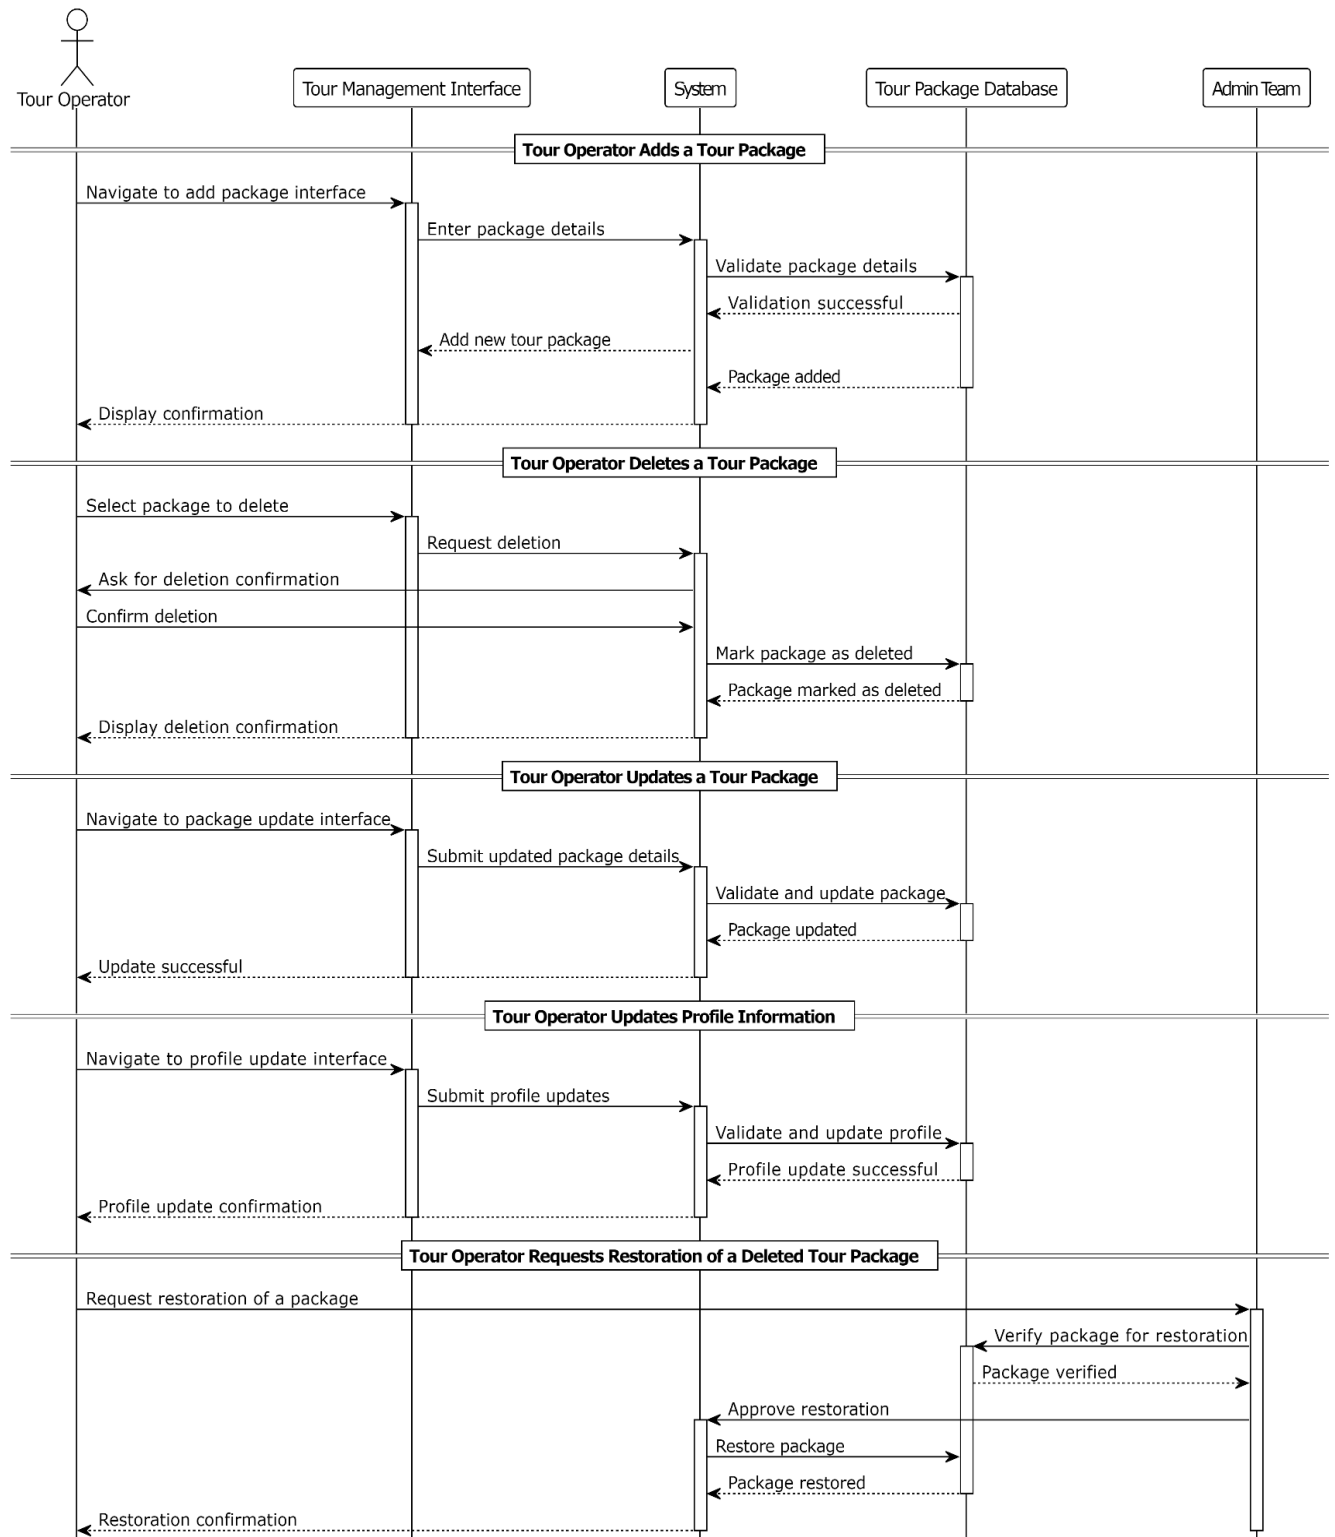 Tour Operator
Tour Management Interface
System
Tour Package Database
Admin Team
Tour Operator Adds a Tour Package
Navigate to add package interface
Enter package details
Validate package details
Validation successful
Add new tour package
Package added
Display confirmation
Tour Operator Deletes a Tour Package
Select package to delete
Request deletion
Ask for deletion confirmation
Confirm deletion
Mark package as deleted
Package marked as deleted
Display deletion confirmation
Tour Operator Updates a Tour Package
Navigate to package update interface
Submit updated package details
Validate and update package
Package updated
Update successful
Tour Operator Updates Profile Information
Navigate to profile update interface
Submit profile updates
Validate and update profile
Profile update successful
Profile update confirmation
Tour Operator Requests Restoration of a Deleted Tour Package
Request restoration of a package
Verify package for restoration
Package verified
Approve restoration
Restore package
Package restored
Restoration confirmation